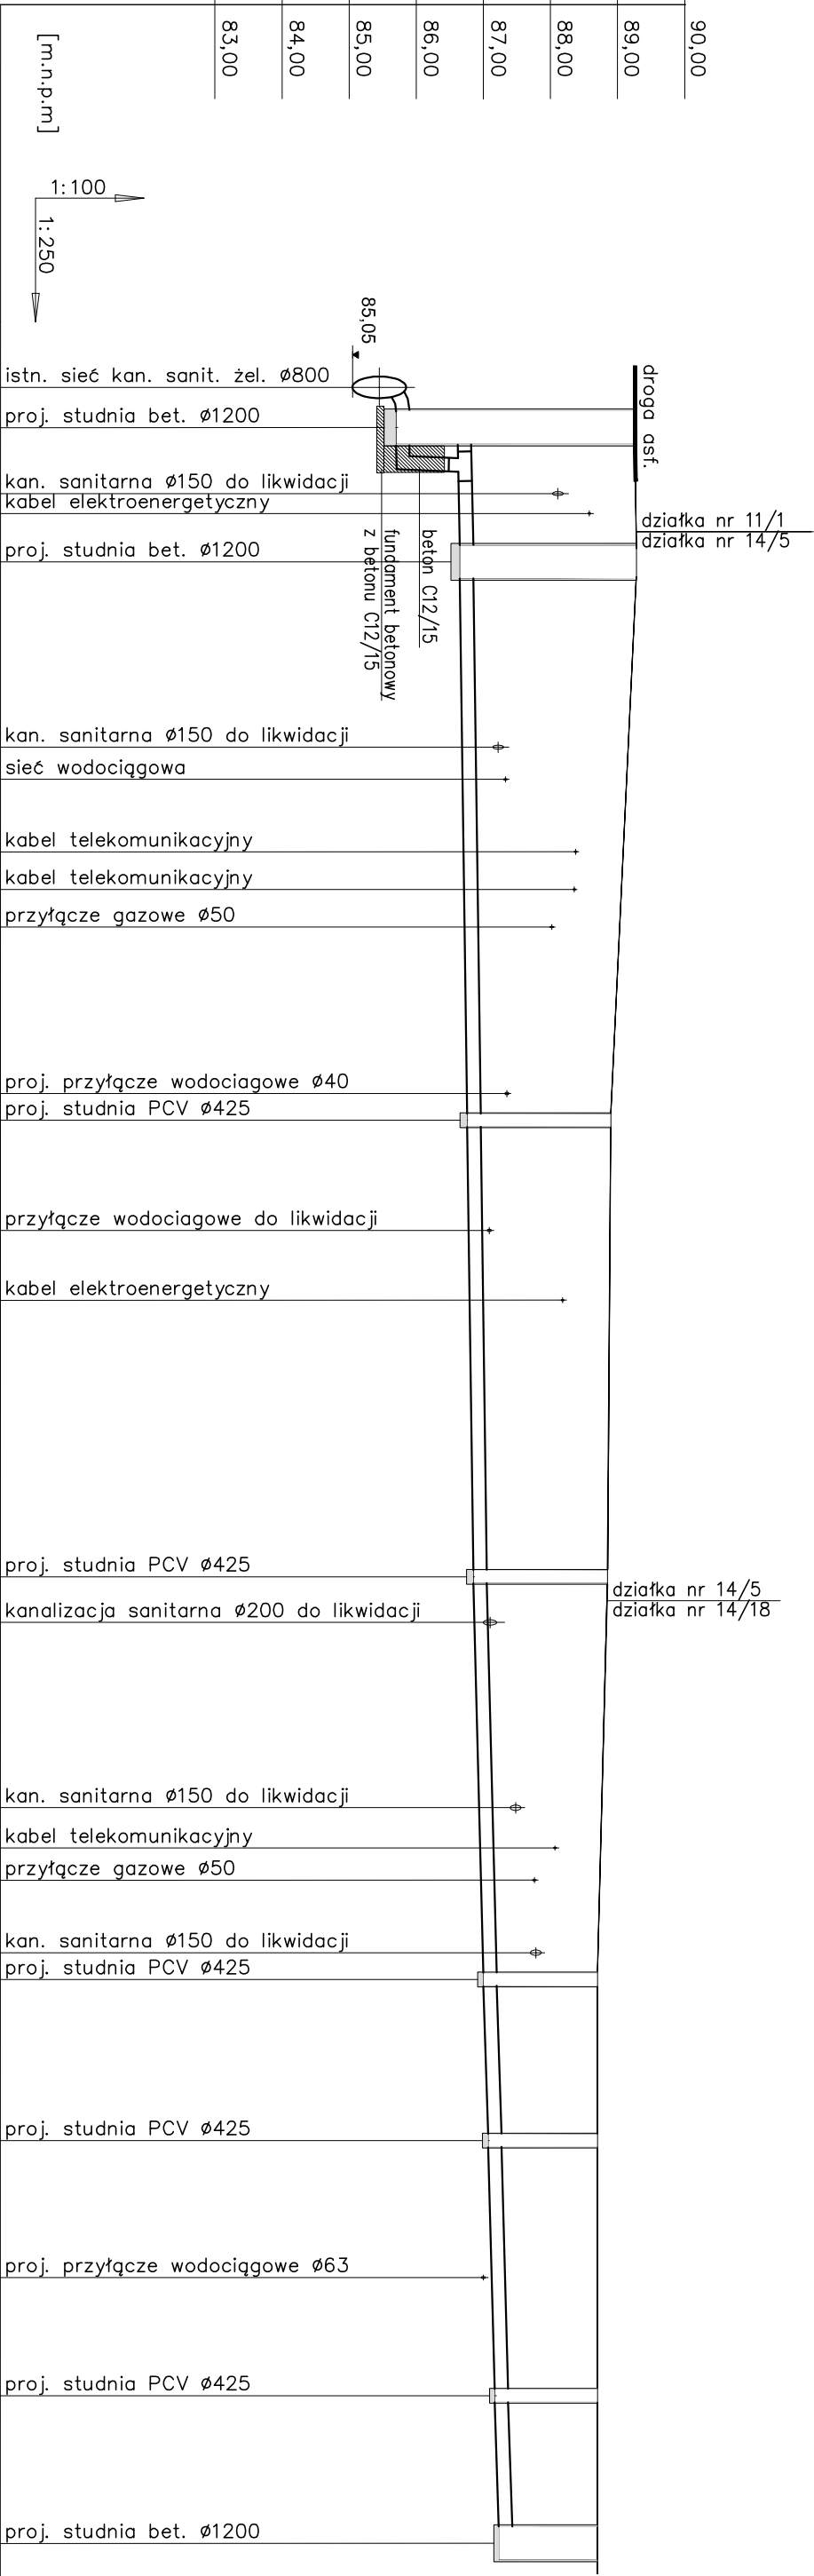 90,00
89,00
88,00
87,00
86,00
85,00
84,00
83,00
[m.n.p.m]
1:100
1:250
85,05
droga asf.
istn. sieć kan. sanit. żel. Ø800
proj. studnia bet. Ø1200
kan. sanitarna Ø150 do likwidacji
kabel elektroenergetyczny
działka nr 11/1
działka nr 14/5
proj. studnia bet. Ø1200
beton C12/15
fundament betonowy
z betonu C12/15
kan. sanitarna Ø150 do likwidacji
sieć wodociągowa
kabel telekomunikacyjny
kabel telekomunikacyjny
przyłącze gazowe Ø50
proj. przyłącze wodociagowe Ø40
proj. studnia PCV Ø425
przyłącze wodociagowe do likwidacji
kabel elektroenergetyczny
proj. studnia PCV Ø425
działka nr 14/5
działka nr 14/18
kanalizacja sanitarna Ø200 do likwidacji
kan. sanitarna Ø150 do likwidacji
kabel telekomunikacyjny
przyłącze gazowe Ø50
kan. sanitarna Ø150 do likwidacji
proj. studnia PCV Ø425
proj. studnia PCV Ø425
proj. przyłącze wodociągowe Ø63
proj. studnia PCV Ø425
proj. studnia bet. Ø1200